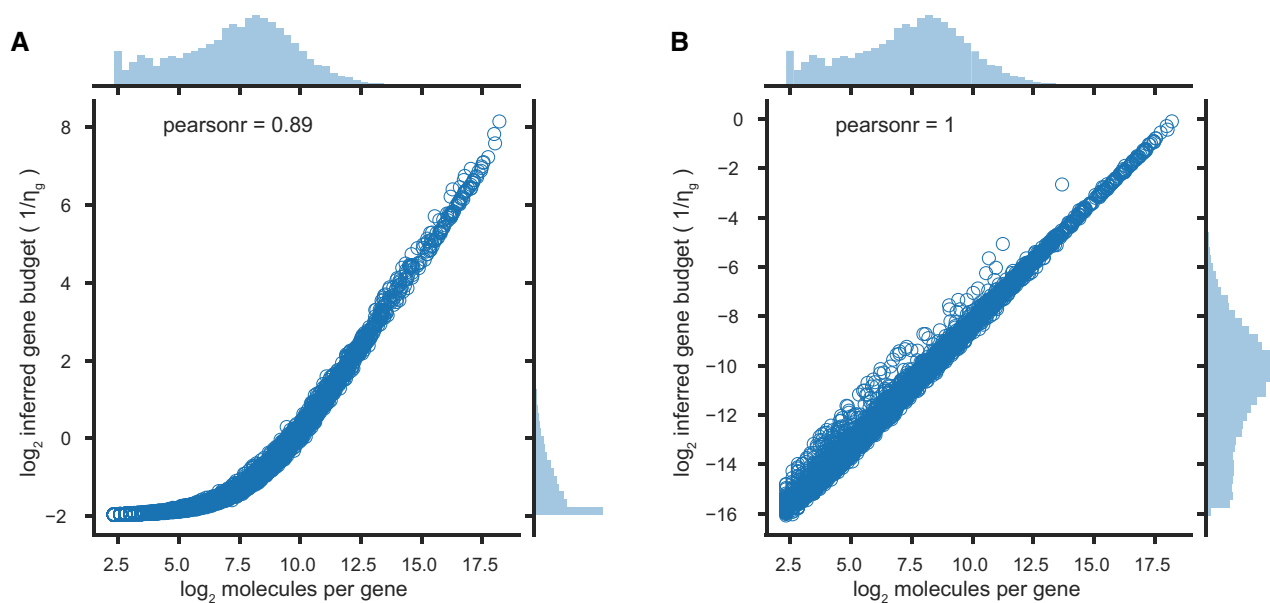 A
pearsonr = 0.89
log2 inferred gene budget ( 1/ηg )
8
6
4
2
0
−2
2.5 5.0 7.5 10.0 12.5 15.0 17.5
log2 molecules per gene
B
pearsonr = 1
log2 inferred gene budget ( 1/ηg )
0
−2
−4
−6
−8
−10
−12
−14
−16
2.5 5.0 7.5 10.0 12.5 15.0 17.5
log2 molecules per gene